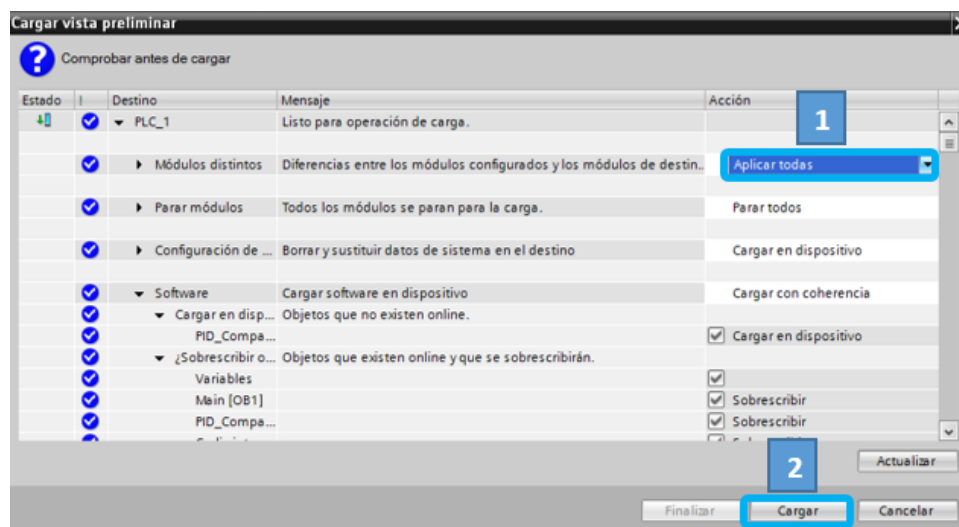 Cargar vista preliminar
?
Comprobar antes de cargar
Estado ! Destino Mensaje Acción
1
PLC_1 Listo para operación de carga.
Módulos distintos Diferencias entre los módulos configurados y los módulos de destin.. Aplicar todas
Parar módulos Todos los módulos se paran para la carga. Parar todos
Configuración de ... Borrar y sustituir datos de sistema en el destino Cargar en dispositivo
Software Cargar software en dispositivo Cargar con coherencia
Cargar en disp... Objetos que no existen online.
PID_Compa... Cargar en dispositivo
¿Sobrescribir o... Objetos que existen online y que se sobrescribirán.
Variables
Main [OB1] Sobrescribir
PID_Compa... Sobrescribir
2
Actualizar
Finalizar Cargar Cancelar